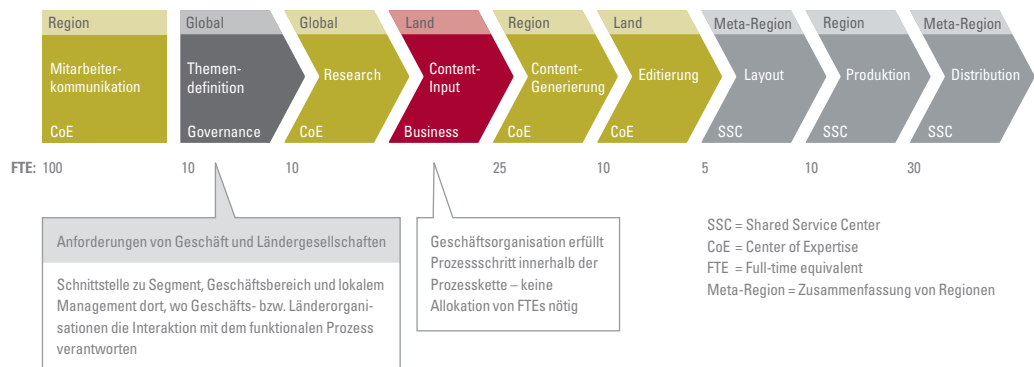 Region Global Global Land Region Land Meta-Region Region Meta-Region
Mitarbeiter-
kommunikation
CoE
Themen-
definition
Governance
Research
CoE
Content-
Input
Business
Content-
Generierung
CoE
Editierung
CoE
Layout
SSC
Produktion
SSC
Distribution
SSC
FTE: 100 10 10 25 10 5 10 30
Anforderungen von Geschäft und Ländergesellschaften
Schnittstelle zu Segment, Geschäftsbereich und lokalem
Management dort, wo Geschäfts- bzw. Länderorgani-
sationen die Interaktion mit dem funktionalen Prozess
verantworten
Geschäftsorganisation erfüllt
Prozessschritt innerhalb der
Prozesskette – keine
Allokation von FTEs nötig
SSC = Shared Service Center
CoE = Center of Expertise
FTE = Full-time equivalent
Meta-Region = Zusammenfassung von Regionen